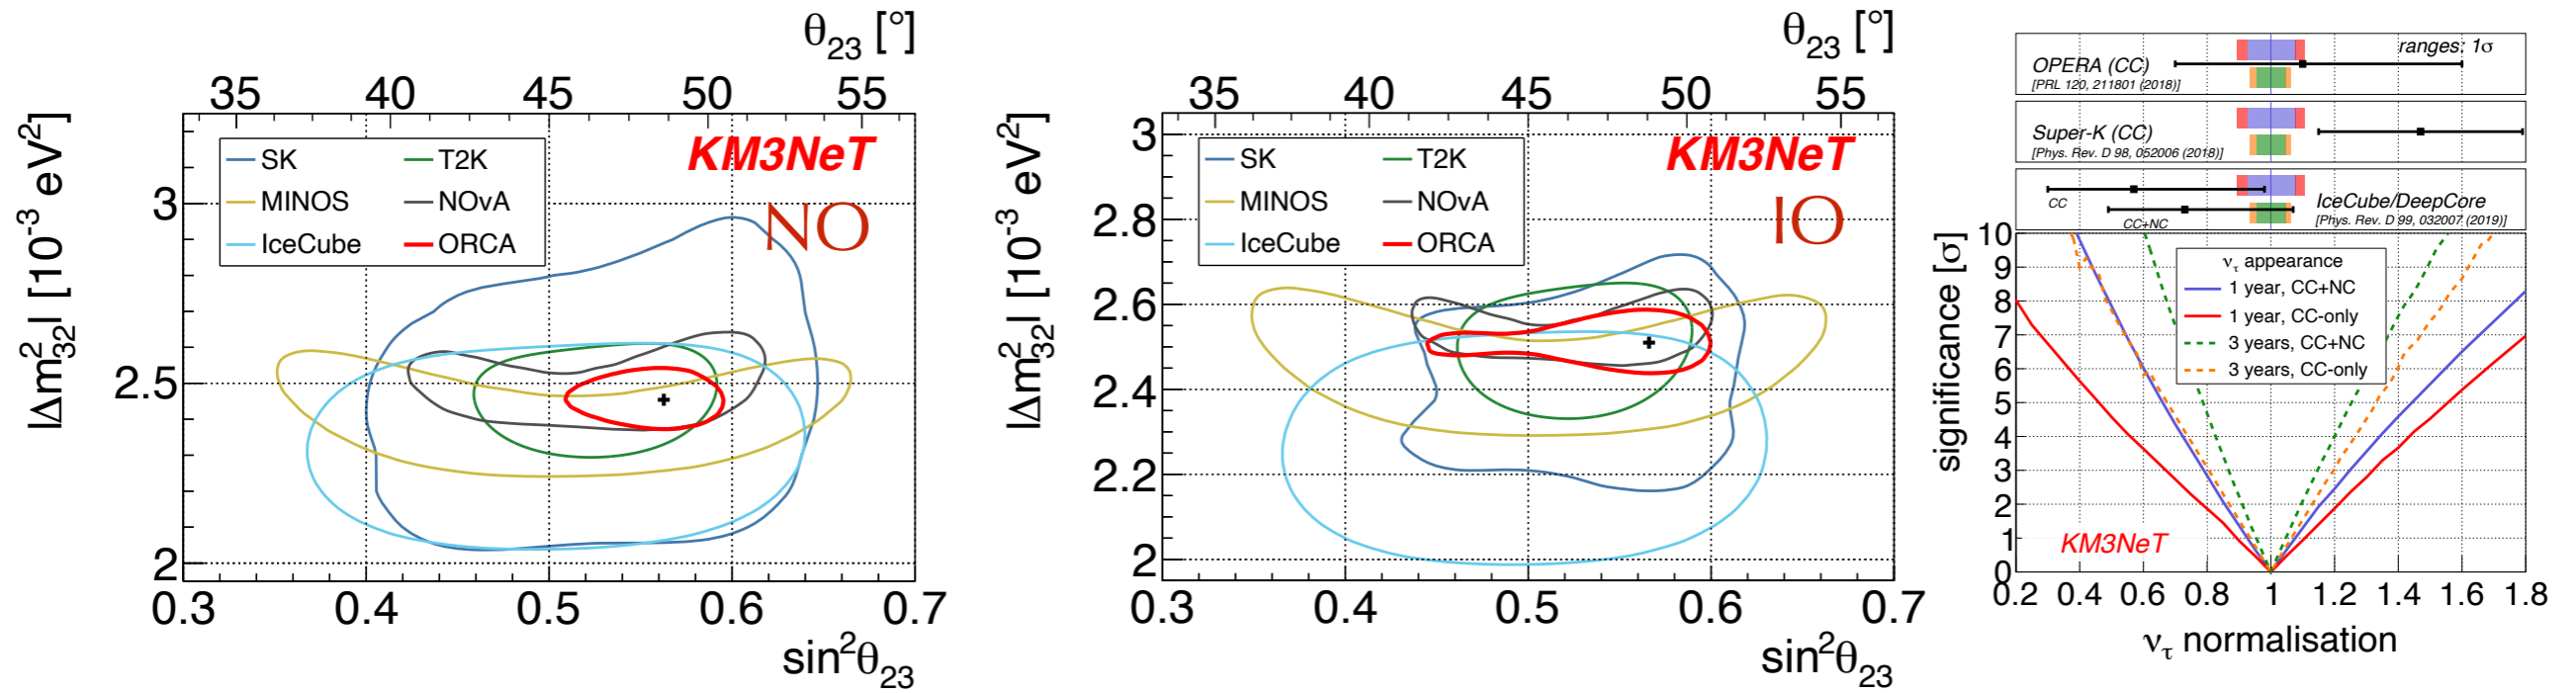 θ23 [°]
35 40 45 50 55
|Δm²32| [10⁻³ eV²]
KM3NeT
NO
SK T2K
MINOS NOνA
IceCube ORCA
3
2.5
2
0.3 0.4 0.5 0.6 0.7
sin²θ23
θ23 [°]
35 40 45 50 55
|Δm²32| [10⁻³ eV²]
KM3NeT
IO
SK T2K
MINOS NOνA
IceCube ORCA
3
2.8
2.6
2.4
2.2
2
0.3 0.4 0.5 0.6 0.7
sin²θ23
ranges: 1σ
OPERA (CC)
[PRL 120, 211801 (2018)]
Super-K (CC)
[Phys. Rev. D 98, 052006 (2018)]
CC
IceCube/DeepCore
CC+NC
[Phys. Rev. D 99, 032007 (2019)]
significance [σ]
10
9
8
7
6
5
4
3
2
1
0
ντ appearance
1 year, CC+NC
1 year, CC-only
3 years, CC+NC
3 years, CC-only
KM3NeT
0.2 0.4 0.6 0.8 1 1.2 1.4 1.6 1.8
ντ normalisation